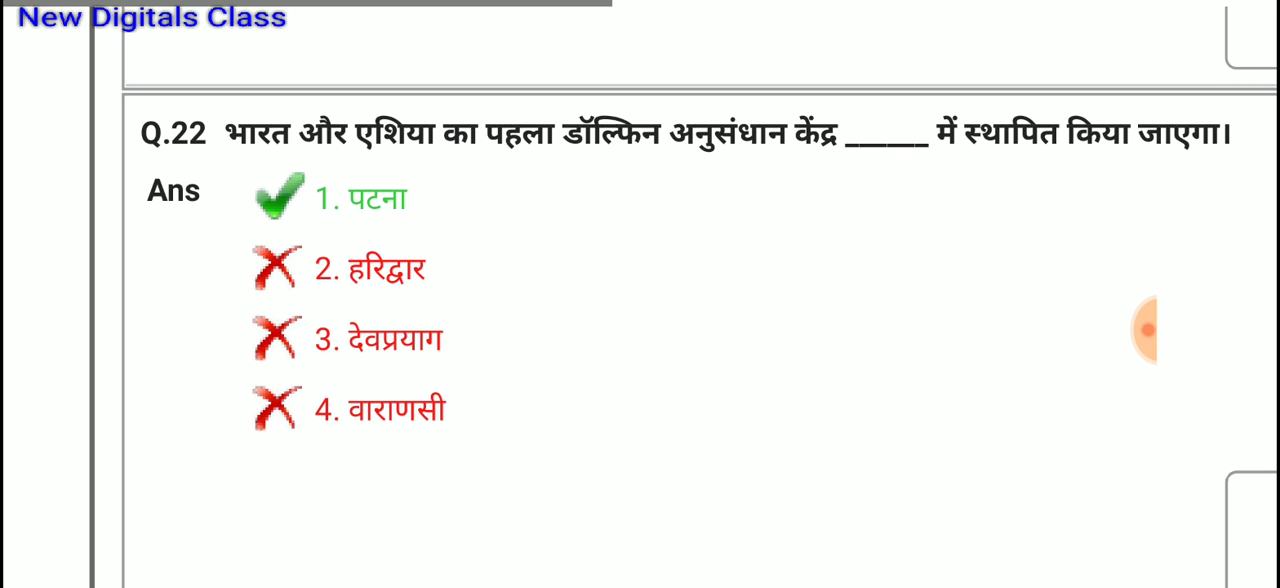 New Digitals Class
Q.22 भारत और एशिया का पहला डॉल्फिन अनुसंधान केंद्र ______ में स्थापित किया जाएगा।
Ans 1. पटना
2. हरिद्वार
3. देवप्रयाग
4. वाराणसी